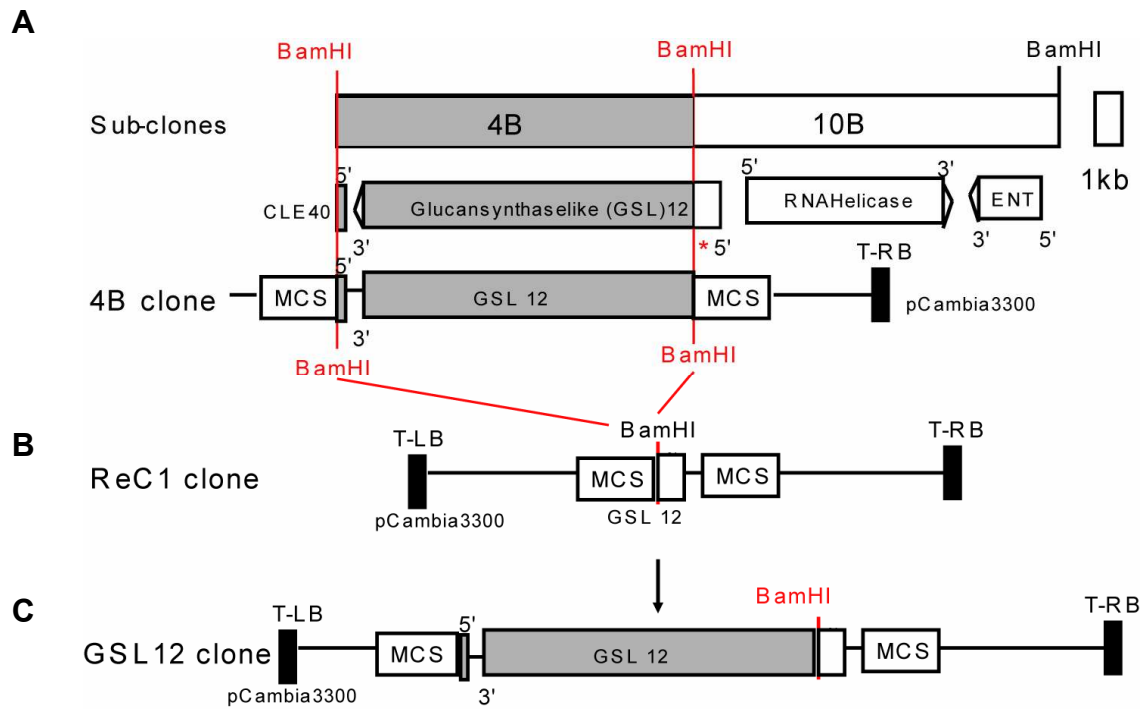 A
BamHI BamHI BamHI
Sub-clones 4B 10B
1kb
5' 5' 3'
CLE40 Glucansynthaselike (GSL)12 RNAHelicase ENT
3' * 5' 3' 5'
T-RB
5'
4B clone MCS GSL 12 MCS pCambia3300
3'
BamHI BamHI
B
BamHI
T-LB T-RB
ReC1 clone MCS MCS
pCambia3300 GSL 12
C
BamHI
T-LB 5' T-RB
GSL12 clone MCS GSL 12 MCS
pCambia3300 3'